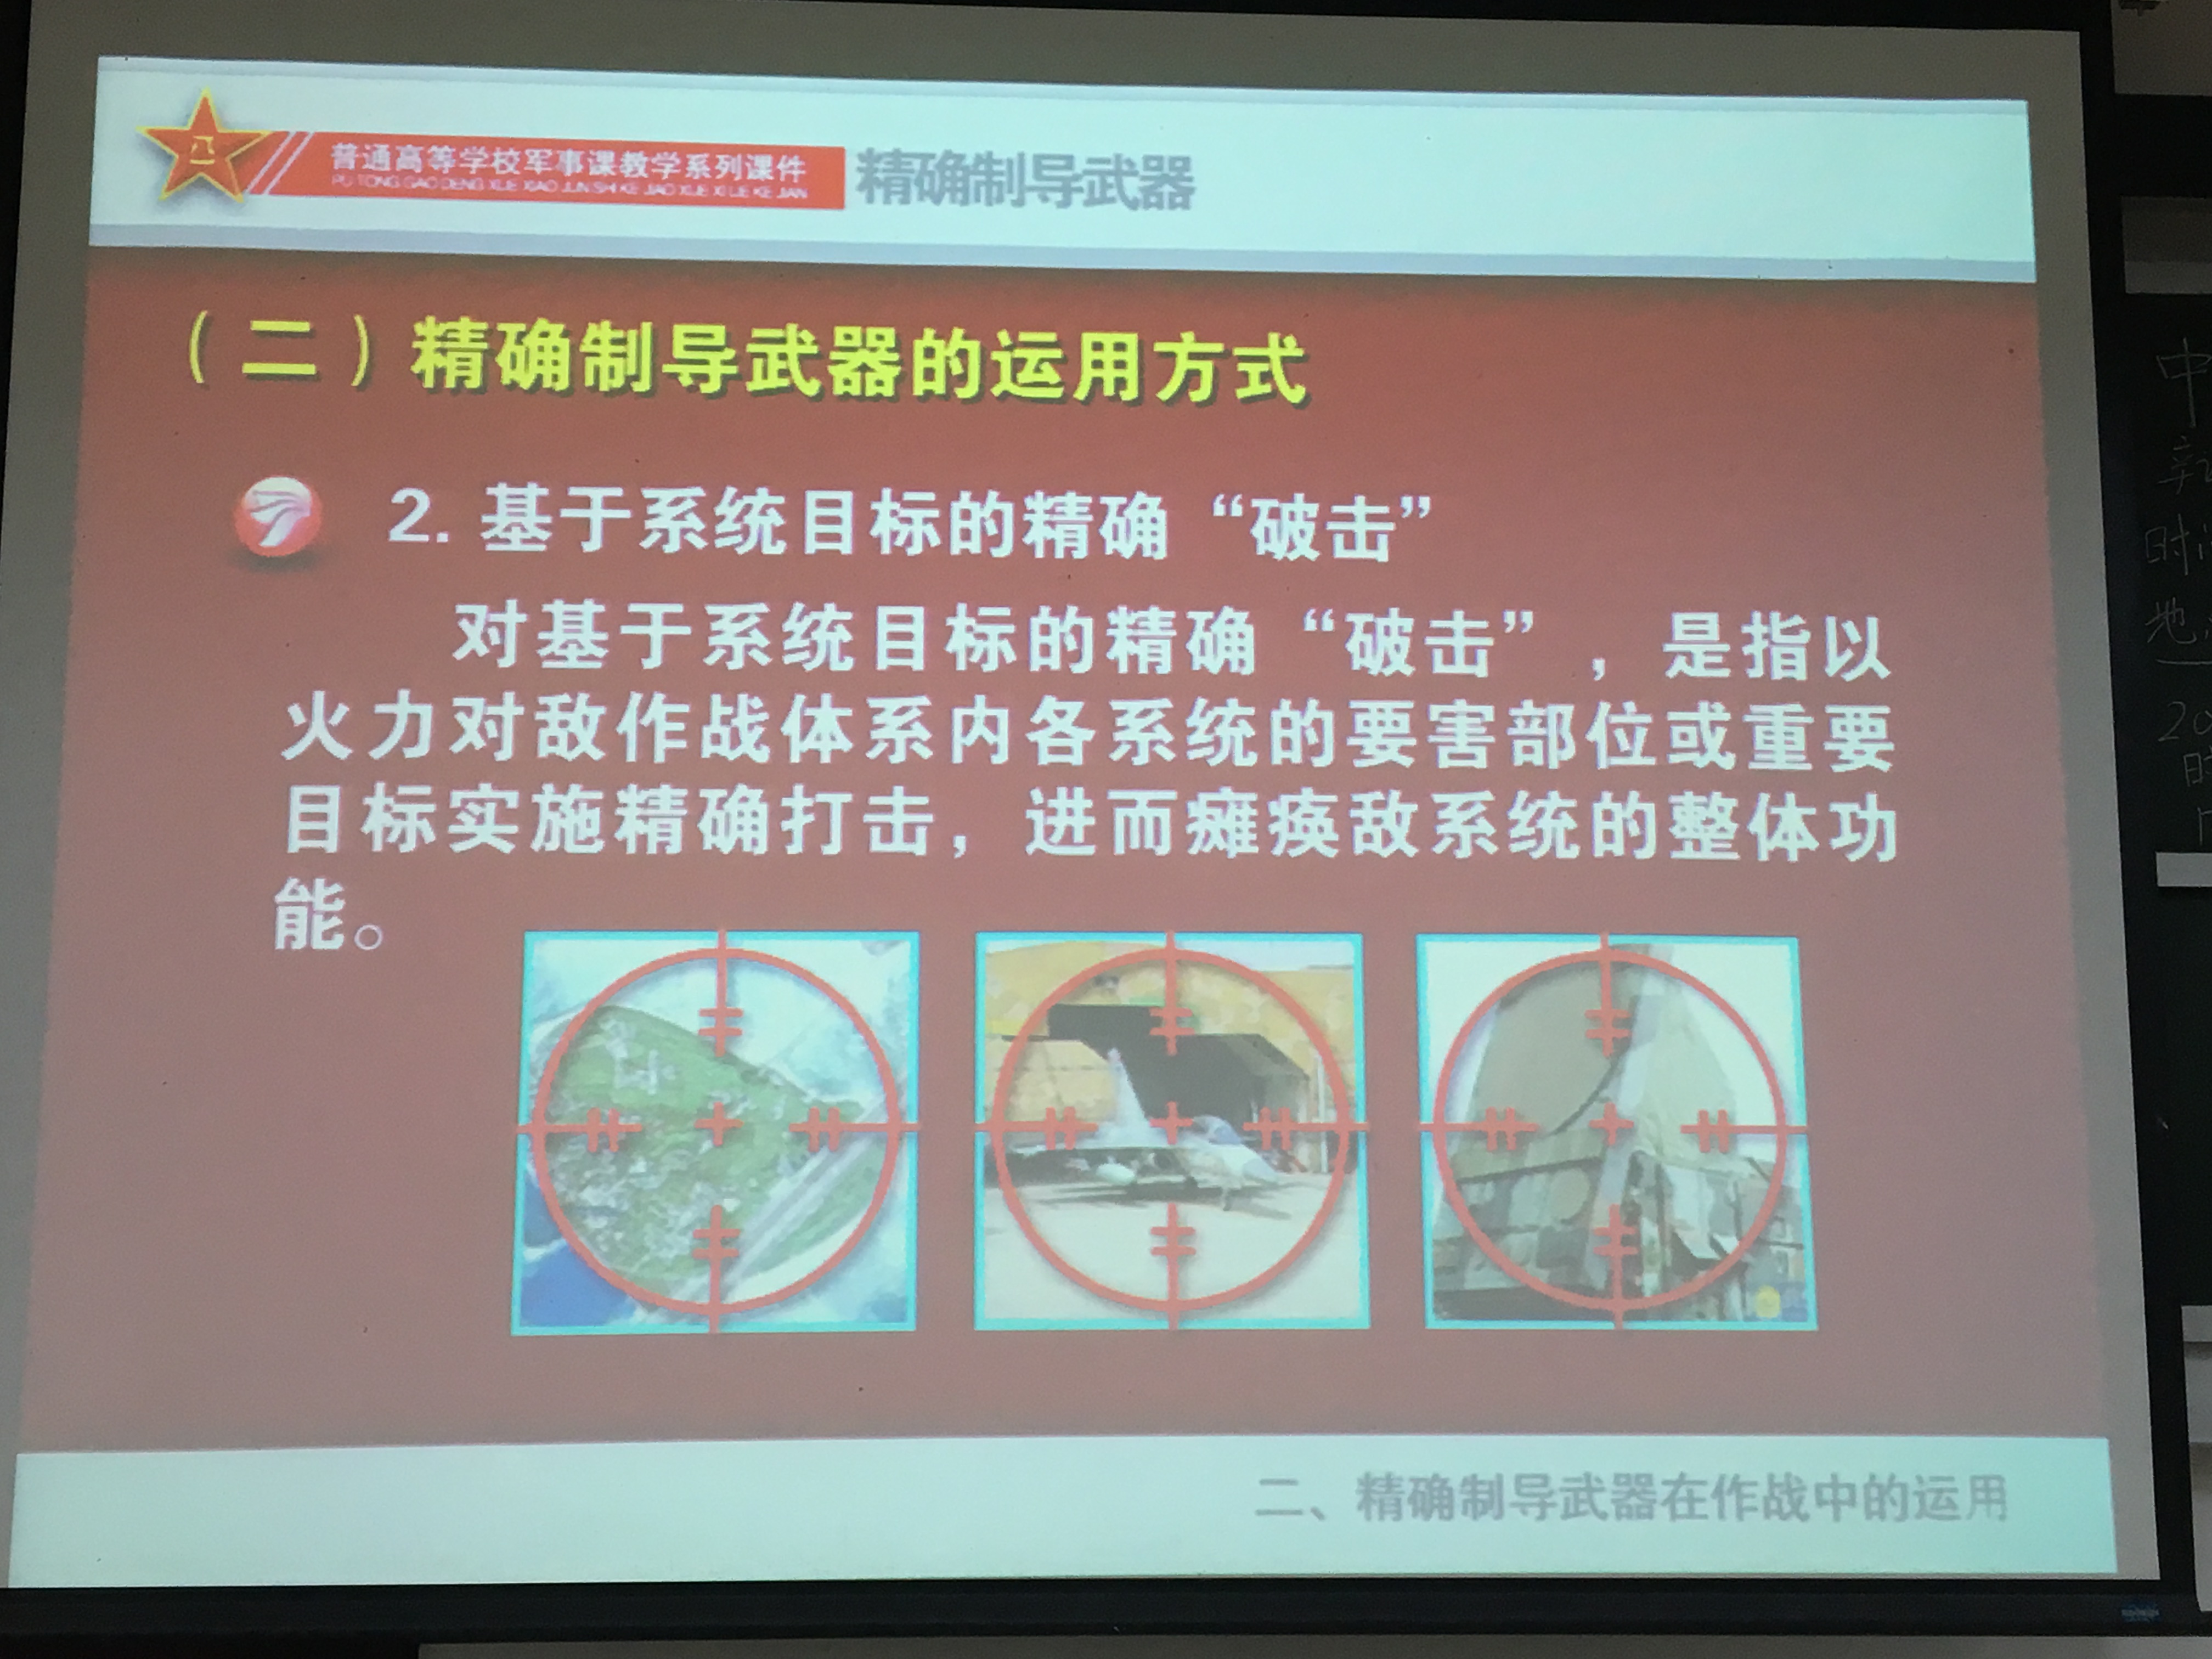 八一
普通高等学校军事课教学系列课件
PU TONG GAO DENG XUE XIAO JUN SHI KE JIAO XUE XI LIE KE JIAN
精确制导武器
（二）精确制导武器的运用方式
2. 基于系统目标的精确“破击”
对基于系统目标的精确“破击”，是指以
火力对敌作战体系内各系统的要害部位或重要
目标实施精确打击，进而瘫痪敌系统的整体功
能。
二、精确制导武器在作战中的运用
中
时
地
20
时